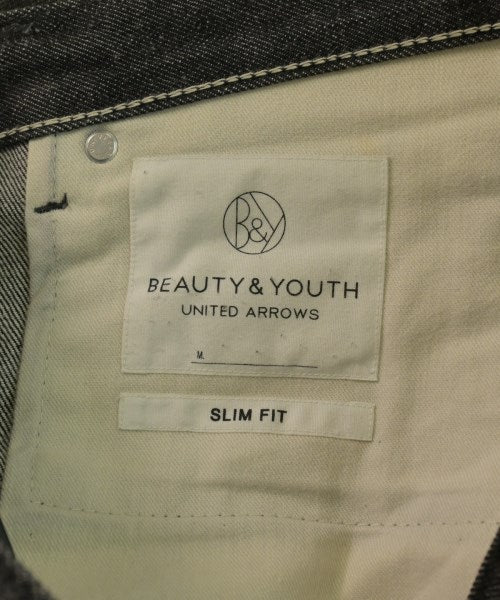 B&Y
BEAUTY & YOUTH
UNITED ARROWS
M.
SLIM FIT